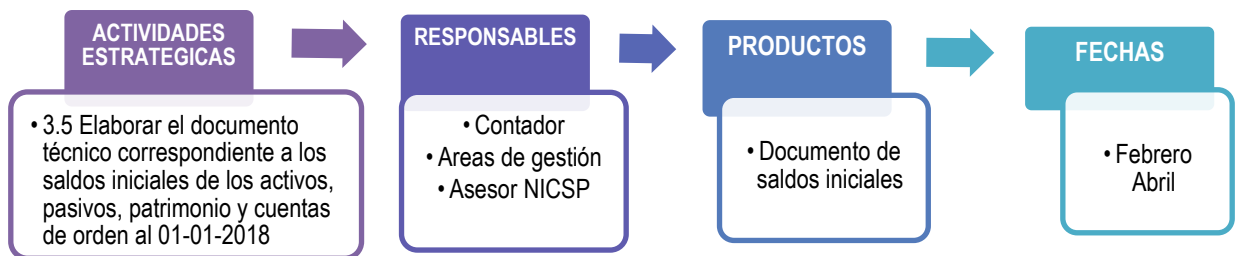 ACTIVIDADES
ESTRATEGICAS
• 3.5 Elaborar el documento
técnico correspondiente a los
saldos iniciales de los activos,
pasivos, patrimonio y cuentas
de orden al 01-01-2018
RESPONSABLES
• Contador
• Areas de gestión
• Asesor NICSP
PRODUCTOS
• Documento de
saldos iniciales
FECHAS
• Febrero
Abril